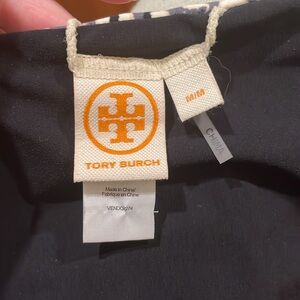 TORY BURCH
M/M
Made in China/
Fabriqué en Chine